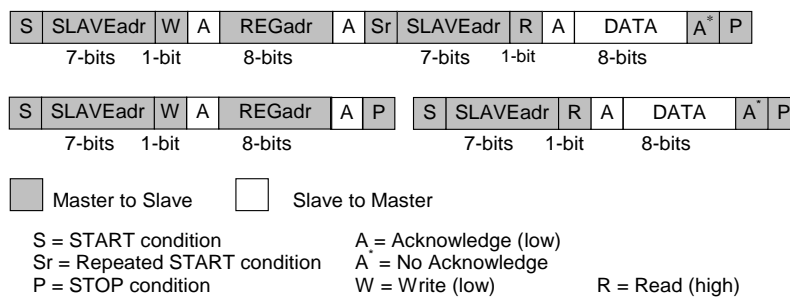 S SLAVEadr W A REGadr A Sr SLAVEadr R A DATA A* P
7-bits 1-bit 8-bits 7-bits 1-bit 8-bits
S SLAVEadr W A REGadr A P S SLAVEadr R A DATA A* P
7-bits 1-bit 8-bits 7-bits 1-bit 8-bits
Master to Slave Slave to Master
S = START condition A = Acknowledge (low)
Sr = Repeated START condition A* = No Acknowledge
P = STOP condition W = Write (low) R = Read (high)